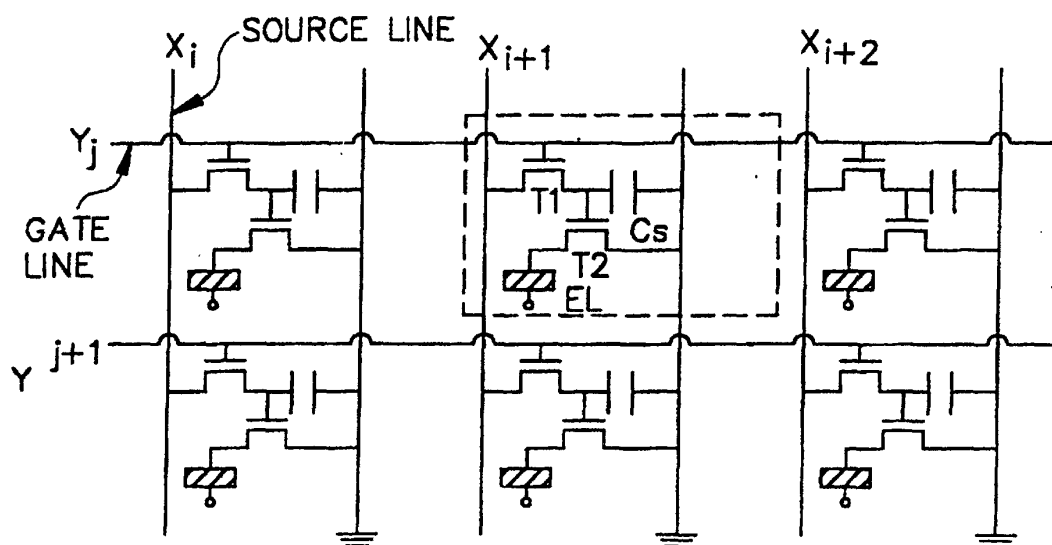 SOURCE LINE
Xi
Xi+1
Xi+2
Yj
GATE
LINE
T1
Cs
T2
EL
Y j+1